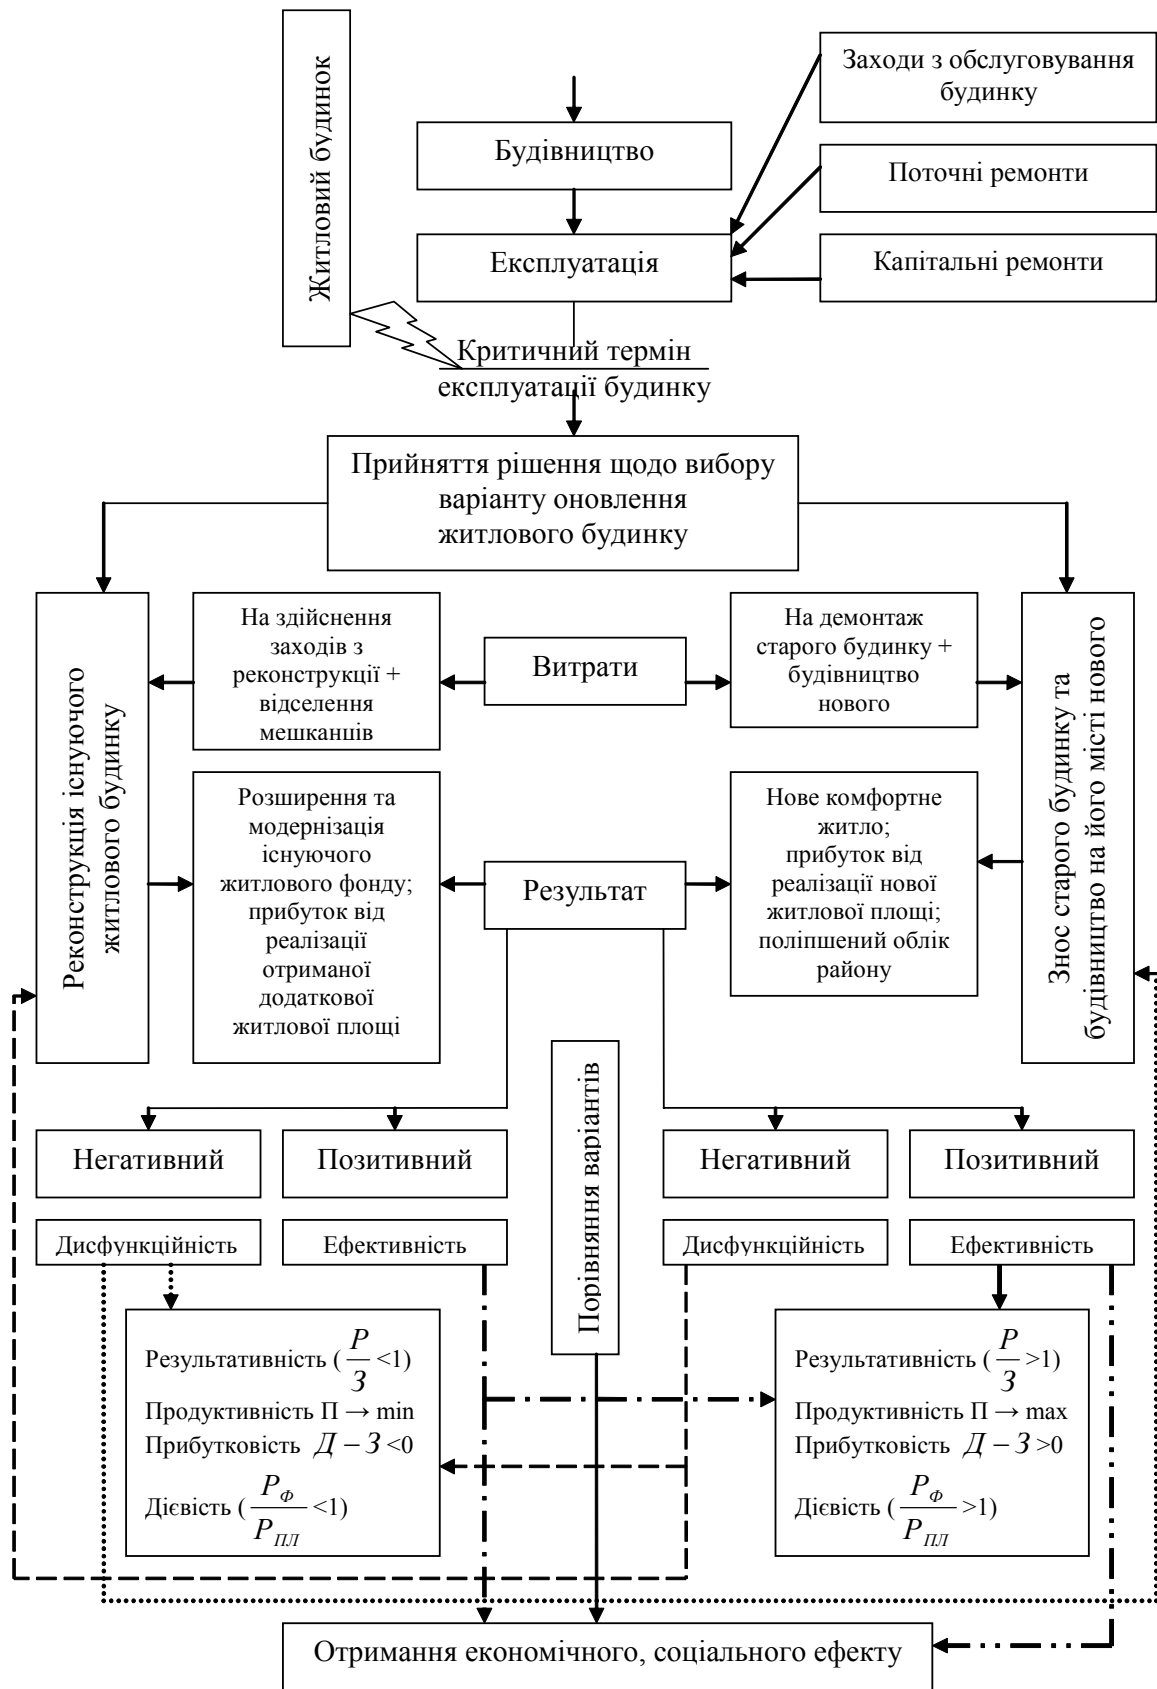 Житловий будинок
Заходи з обслуговування
будинку
Будівництво
Поточні ремонти
Експлуатація
Капітальні ремонти
Критичний термін
експлуатації будинку
Прийняття рішення щодо вибору
варіанту оновлення
житлового будинку
Реконструкція існуючого
житлового будинку
На здійснення
заходів з
реконструкції +
відселення
мешканців
Витрати
На демонтаж
старого будинку +
будівництво
нового
Знос старого будинку та
будівництво на його місті нового
Розширення та
модернізація
існуючого
житлового фонду;
прибуток від
реалізації
отриманої
додаткової
житлової площі
Результат
Нове комфортне
житло;
прибуток від
реалізації нової
житлової площі;
поліпшений облік
району
Порівняння варіантів
Негативний
Позитивний
Негативний
Позитивний
Дисфункційність
Ефективність
Дисфункційність
Ефективність
Результативність (Р/З <1)
Продуктивність П → min
Прибутковість Д – З <0
Дієвість (Р_Ф/Р_ПЛ <1)
Результативність (Р/З >1)
Продуктивність П → max
Прибутковість Д – З >0
Дієвість (Р_Ф/Р_ПЛ >1)
Отримання економічного, соціального ефекту